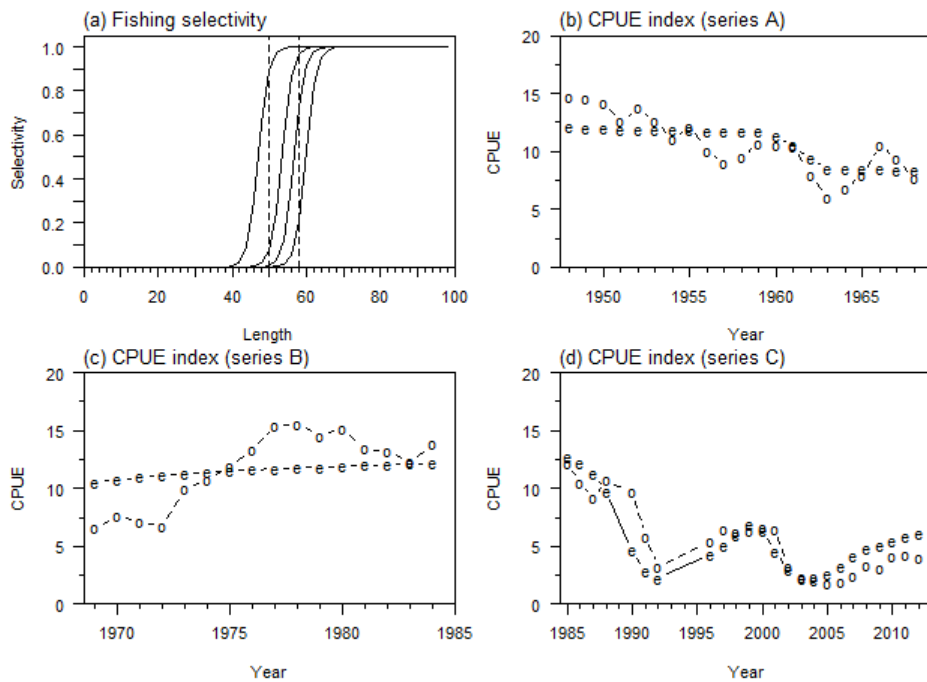 (a) Fishing selectivity
Selectivity
1.0
0.8
0.6
0.4
0.2
0.0
0 20 40 60 80 100
Length
(b) CPUE index (series A)
CPUE
20
15
10
5
0
1950 1955 1960 1965
Year
(c) CPUE index (series B)
CPUE
20
15
10
5
0
1970 1975 1980 1985
Year
(d) CPUE index (series C)
CPUE
20
15
10
5
0
1985 1990 1995 2000 2005 2010
Year